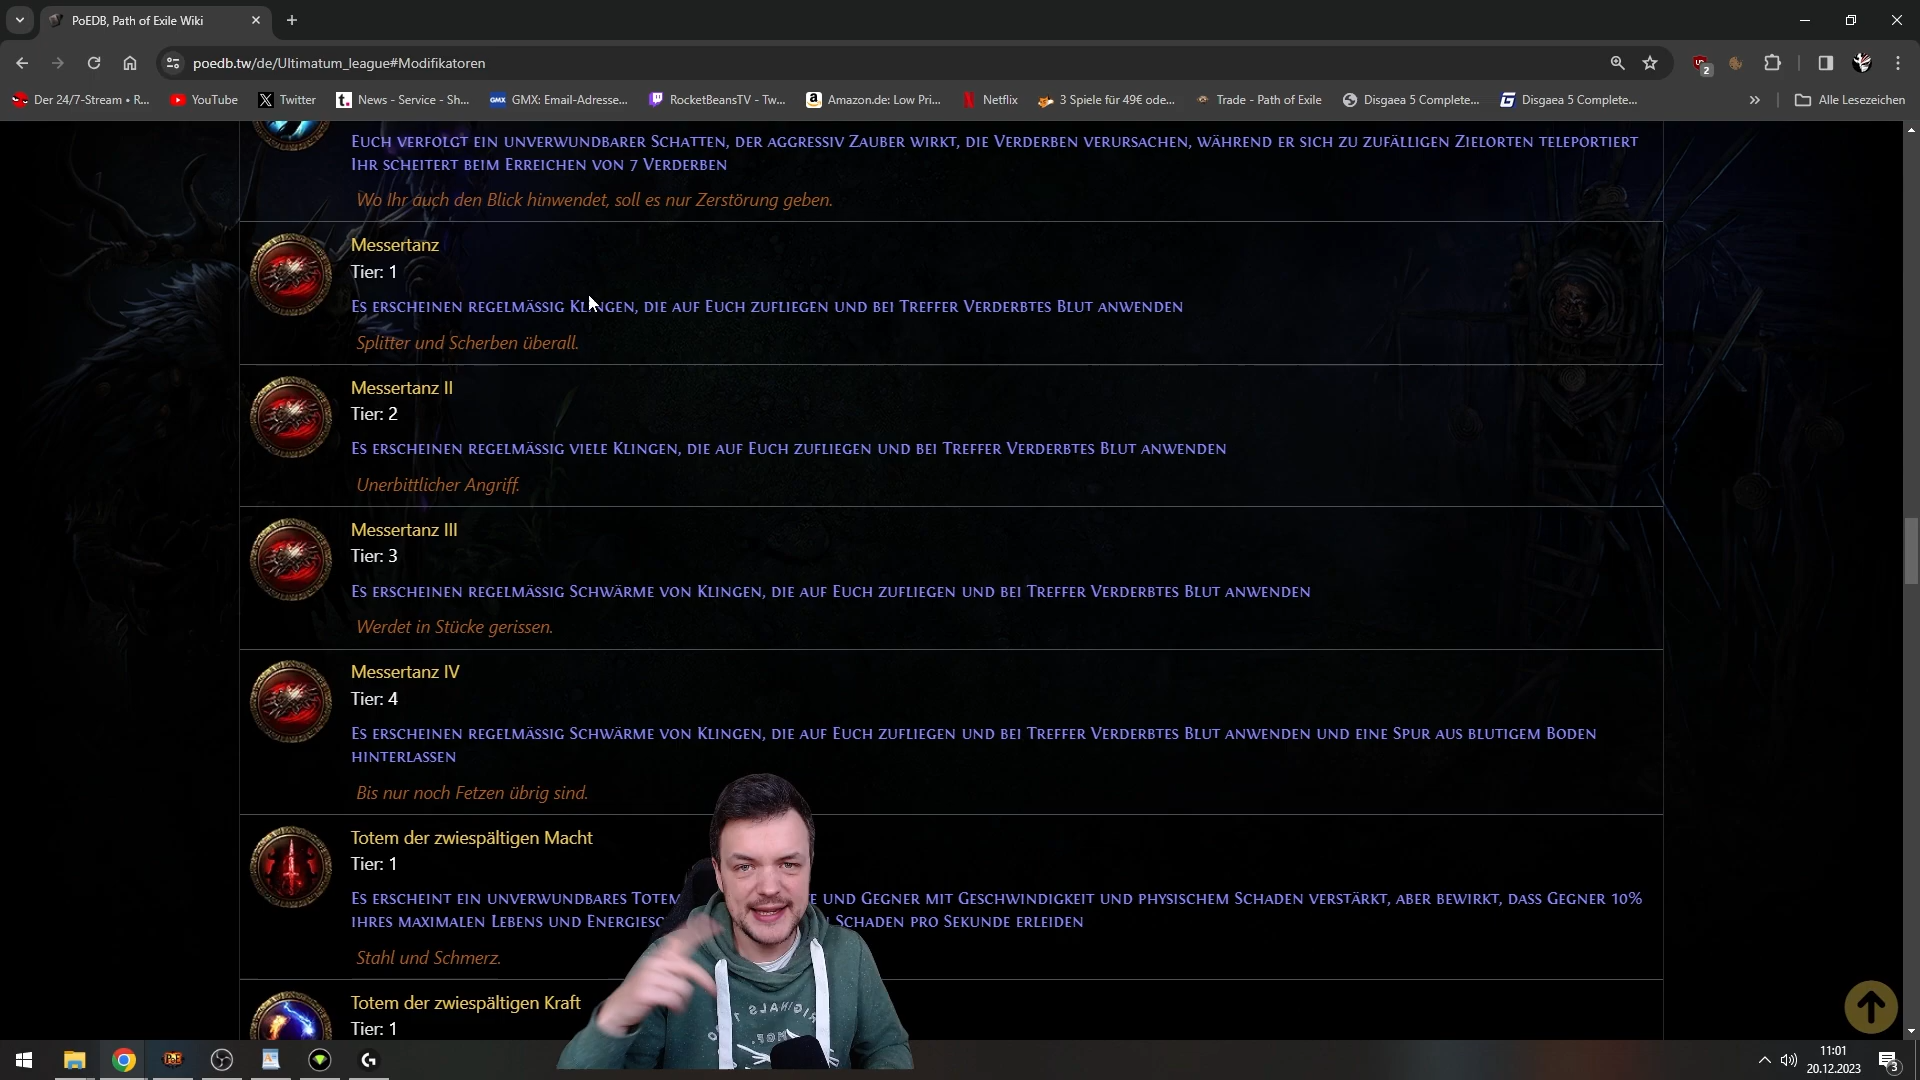 PoEDB, Path of Exile Wiki
poedb.tw/de/Ultimatum_league#Modifikatoren
2
Der 24/7-Stream • R...
YouTube
Twitter
News - Service - Sh...
GMX: Email-Adresse...
RocketBeansTV - Tw...
Amazon.de: Low Pri...
Netflix
3 Spiele für 49€ ode...
Trade - Path of Exile
Disgaea 5 Complete...
Disgaea 5 Complete...
Alle Lesezeichen
Euch verfolgt ein unverwundbarer Schatten, der aggressiv Zauber wirkt, die Verderben verursachen, während er sich zu zufälligen Zielorten teleportiert
Ihr scheitert beim Erreichen von 7 Verderben
Wo Ihr auch den Blick hinwendet, soll es nur Zerstörung geben.
Messertanz
Tier: 1
Es erscheinen regelmässig Klingen, die auf Euch zufliegen und bei Treffer Verderbtes Blut anwenden
Splitter und Scherben überall.
Messertanz II
Tier: 2
Es erscheinen regelmässig viele Klingen, die auf Euch zufliegen und bei Treffer Verderbtes Blut anwenden
Unerbittlicher Angriff.
Messertanz III
Tier: 3
Es erscheinen regelmässig Schwärme von Klingen, die auf Euch zufliegen und bei Treffer Verderbtes Blut anwenden
Werdet in Stücke gerissen.
Messertanz IV
Tier: 4
Es erscheinen regelmässig Schwärme von Klingen, die auf Euch zufliegen und bei Treffer Verderbtes Blut anwenden und eine Spur aus blutigem Boden
hinterlassen
Bis nur noch Fetzen übrig sind.
Totem der zwiespältigen Macht
Tier: 1
Es erscheint ein unverwundbares Totem und Gegner mit Geschwindigkeit und physischem Schaden verstärkt, aber bewirkt, dass Gegner 10%
ihres maximalen Lebens und Schaden pro Sekunde erleiden
Stahl und Schmerz.
Totem der zwiespältigen Kraft
Tier: 1
11:01
20.12.2023
3